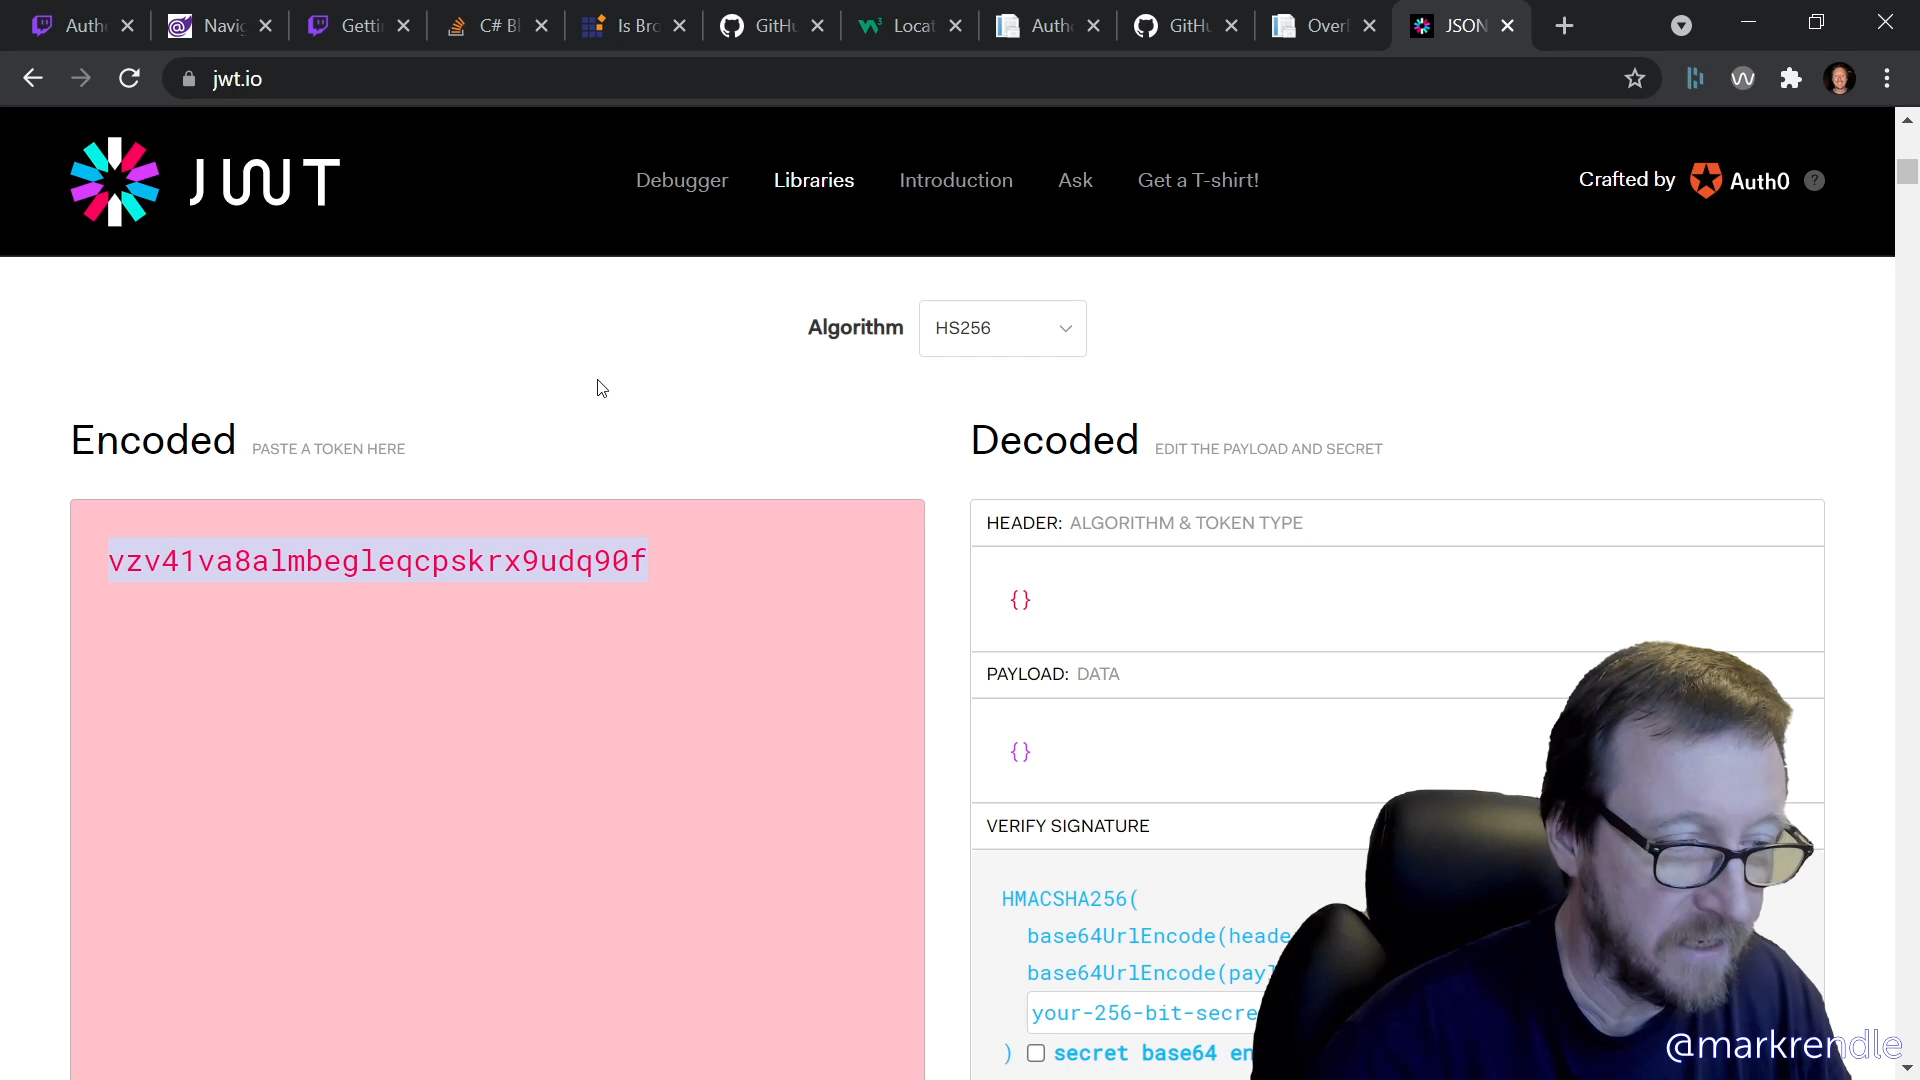 Auth
Navig
Getti
C# Bl
Is Bro
GitHu
Locat
Auth
GitHu
Overl
JSON
jwt.io
JWT
Debugger
Libraries
Introduction
Ask
Get a T-shirt!
Crafted by
Auth0
?
Algorithm
HS256
Encoded PASTE A TOKEN HERE
Decoded EDIT THE PAYLOAD AND SECRET
vzv41va8almbegleqcpskrx9udq90f
HEADER: ALGORITHM & TOKEN TYPE
{}
PAYLOAD: DATA
{}
VERIFY SIGNATURE
HMACSHA256(
base64UrlEncode(heade
base64UrlEncode(payl
your-256-bit-secre
) secret base64 en
@markrendle